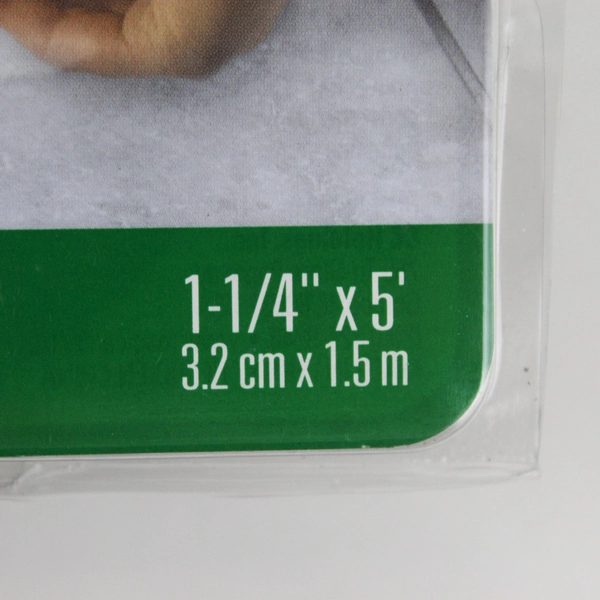 1-1/4" x 5'
3.2 cm x 1.5 m